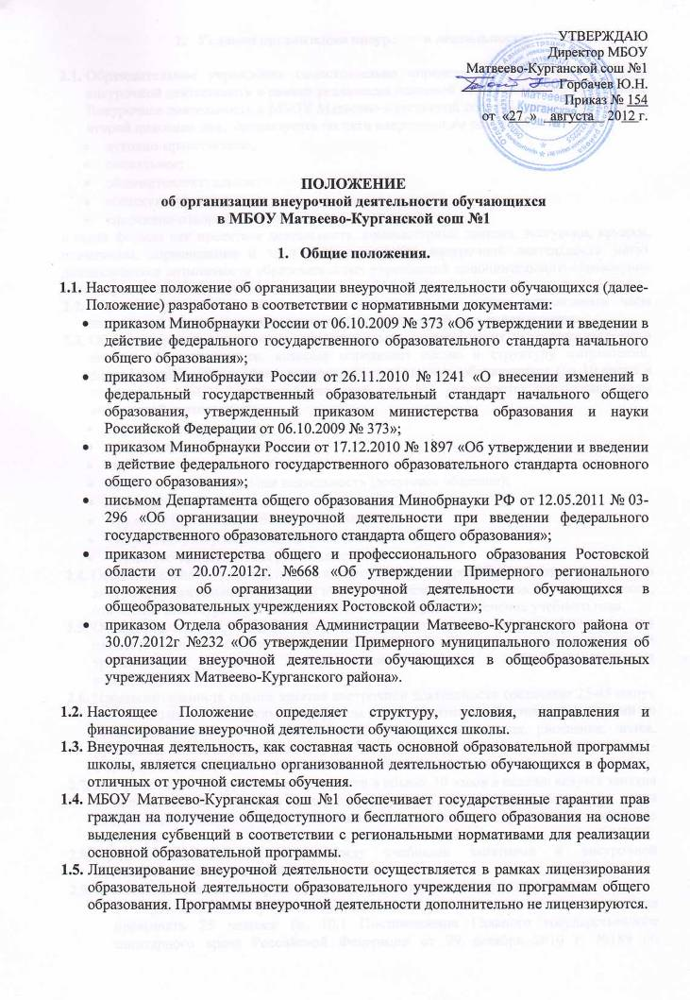 УТВЕРЖДАЮ
Директор МБОУ
Матвеево-Курганской сош №1
Горбачев Ю.Н.
Приказ № 154
от «27 » августа 2012 г.
Матвеево-
Курганская
сош №1
ПОЛОЖЕНИЕ
об организации внеурочной деятельности обучающихся
в МБОУ Матвеево-Курганской сош №1
1. Общие положения.
1.1. Настоящее положение об организации внеурочной деятельности обучающихся (далее-
Положение) разработано в соответствии с нормативными документами:
• приказом Минобрнауки России от 06.10.2009 № 373 «Об утверждении и введении в
действие федерального государственного образовательного стандарта начального
общего образования»;
• приказом Минобрнауки России от 26.11.2010 № 1241 «О внесении изменений в
федеральный государственный образовательный стандарт начального общего
образования, утвержденный приказом министерства образования и науки
Российской Федерации от 06.10.2009 № 373»;
• приказом Минобрнауки России от 17.12.2010 № 1897 «Об утверждении и введении
в действие федерального государственного образовательного стандарта основного
общего образования»;
• письмом Департамента общего образования Минобрнауки РФ от 12.05.2011 № 03-
296 «Об организации внеурочной деятельности при введении федерального
государственного образовательного стандарта общего образования»;
• приказом министерства общего и профессионального образования Ростовской
области от 20.07.2012г. №668 «Об утверждении Примерного регионального
положения об организации внеурочной деятельности обучающихся в
общеобразовательных учреждениях Ростовской области»;
• приказом Отдела образования Администрации Матвеево-Курганского района от
30.07.2012г №232 «Об утверждении Примерного муниципального положения об
организации внеурочной деятельности обучающихся в общеобразовательных
учреждениях Матвеево-Курганского района».
1.2. Настоящее Положение определяет структуру, условия, направления и
финансирование внеурочной деятельности обучающихся школы.
1.3. Внеурочная деятельность, как составная часть основной образовательной программы
школы, является специально организованной деятельностью обучающихся в формах,
отличных от урочной системы обучения.
1.4. МБОУ Матвеево-Курганская сош №1 обеспечивает государственные гарантии прав
граждан на получение общедоступного и бесплатного общего образования на основе
выделения субвенций в соответствии с региональными нормативами для реализации
основной образовательной программы.
1.5. Лицензирование внеурочной деятельности осуществляется в рамках лицензирования
образовательной деятельности образовательного учреждения по программам общего
образования. Программы внеурочной деятельности дополнительно не лицензируются.